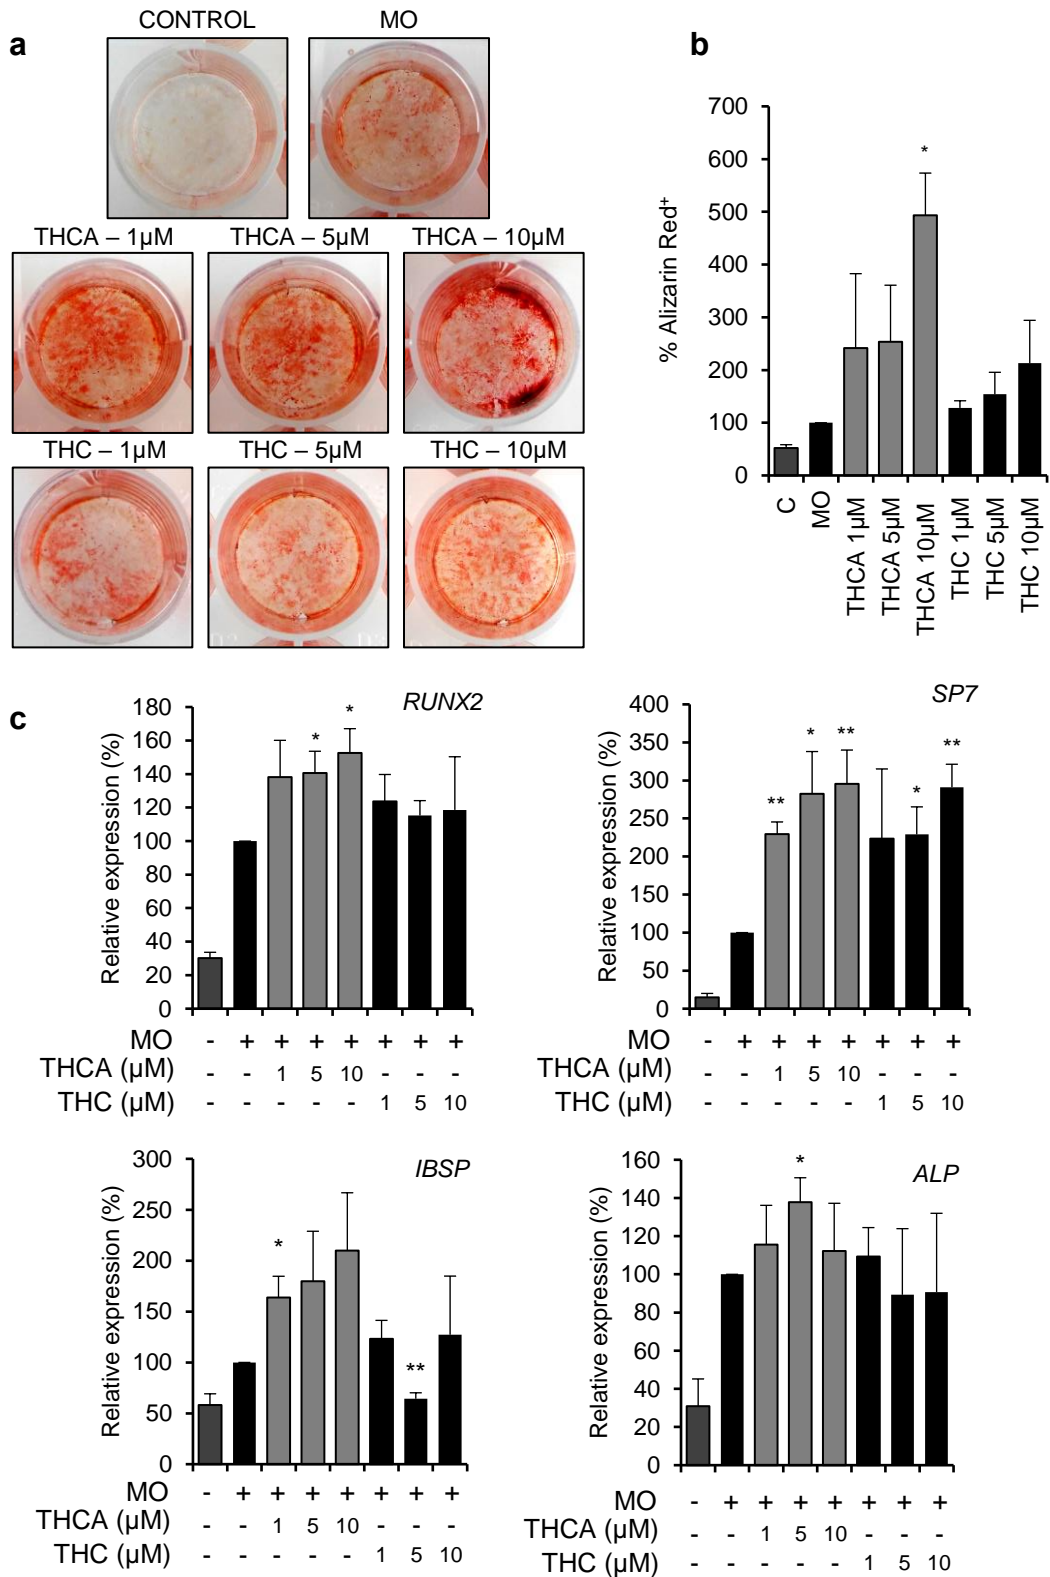 a
CONTROL MO
THCA – 1µM THCA – 5µM THCA – 10µM
THC – 1µM THC – 5µM THC – 10µM
b
% Alizarin Red+
700
600
500
400
300
200
100
0
*
C MO THCA 1µM THCA 5µM THCA 10µM THC 1µM THC 5µM THC 10µM
c
RUNX2
Relative expression (%)
180
160
140
120
100
80
60
40
20
0
* *
MO - + + + + + + +
THCA (µM) - - 1 5 10 - - -
THC (µM) - - - - - 1 5 10
SP7
Relative expression (%)
400
350
300
250
200
150
100
50
0
** * ** * **
MO - + + + + + + +
THCA (µM) - - 1 5 10 - - -
THC (µM) - - - - - 1 5 10
IBSP
Relative expression (%)
300
250
200
150
100
50
0
* **
MO - + + + + + + +
THCA (µM) - - 1 5 10 - - -
THC (µM) - - - - - 1 5 10
ALP
Relative expression (%)
160
140
120
100
80
60
40
20
0
*
MO - + + + + + + +
THCA (µM) - - 1 5 10 - - -
THC (µM) - - - - - 1 5 10